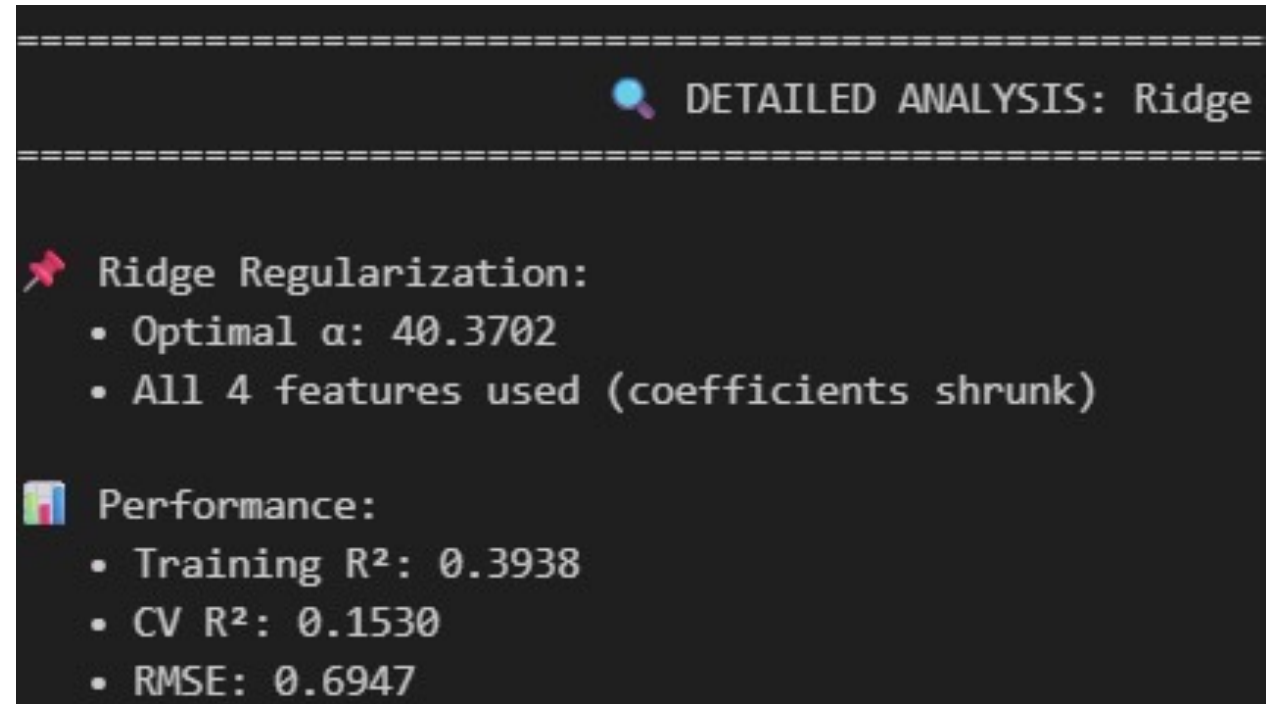 ================================================================
🔍 DETAILED ANALYSIS: Ridge
================================================================
📌 Ridge Regularization:
• Optimal α: 40.3702
• All 4 features used (coefficients shrunk)
📊 Performance:
• Training R²: 0.3938
• CV R²: 0.1530
• RMSE: 0.6947